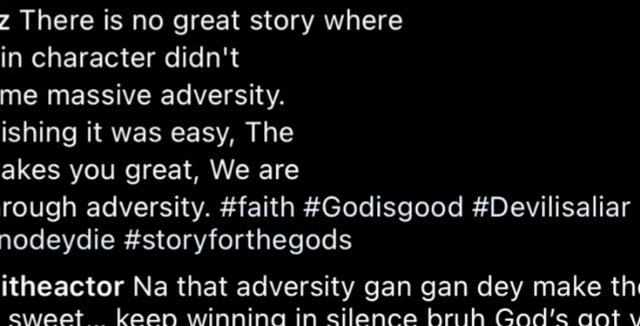 z There is no great story where
in character didn't
me massive adversity.
ishing it was easy, The
akes you great, We are
rough adversity. #faith #Godisgood #Devilisaliar
nodeydie #storyforthegods
itheactor Na that adversity gan gan dey make the
sweet... keep winning in silence bruh God's got